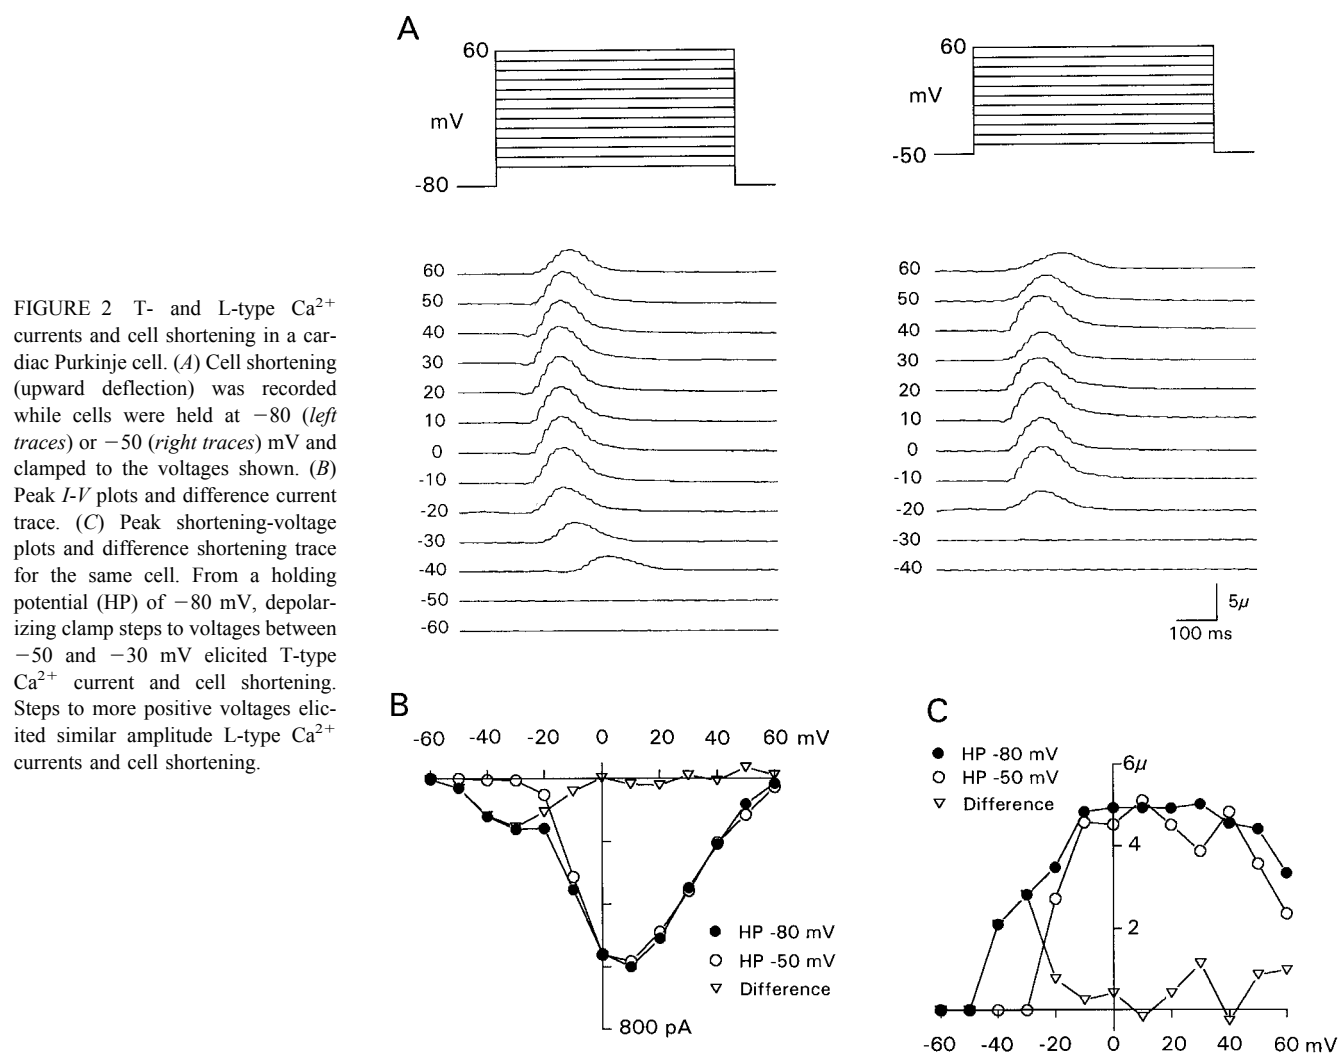 FIGURE 2 T- and L-type Ca2+
currents and cell shortening in a car-
diac Purkinje cell. (A) Cell shortening
(upward deflection) was recorded
while cells were held at −80 (left
traces) or −50 (right traces) mV and
clamped to the voltages shown. (B)
Peak I-V plots and difference current
trace. (C) Peak shortening-voltage
plots and difference shortening trace
for the same cell. From a holding
potential (HP) of −80 mV, depolar-
izing clamp steps to voltages between
−50 and −30 mV elicited T-type
Ca2+ current and cell shortening.
Steps to more positive voltages elic-
ited similar amplitude L-type Ca2+
currents and cell shortening.
A
60
mV
-80
60
mV
-50
60
50
40
30
20
10
0
-10
-20
-30
-40
-50
-60
60
50
40
30
20
10
0
-10
-20
-30
-40
5µ
100 ms
B
-60 -40 -20 0 20 40 60 mV
HP -80 mV
HP -50 mV
Difference
800 pA
C
HP -80 mV
HP -50 mV
Difference
6µ
4
2
-60 -40 -20 0 20 40 60 mV